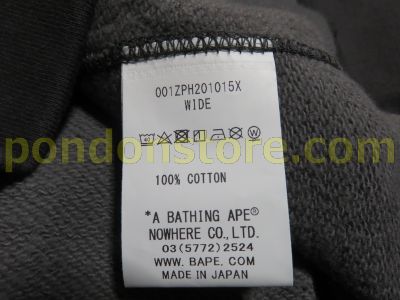 001ZPH201015X
WIDE
pondonstore.com
100% COTTON
*A BATHING APE®
NOWHERE CO.,LTD.
03(5772)2524
WWW.BAPE.COM
MADE IN JAPAN